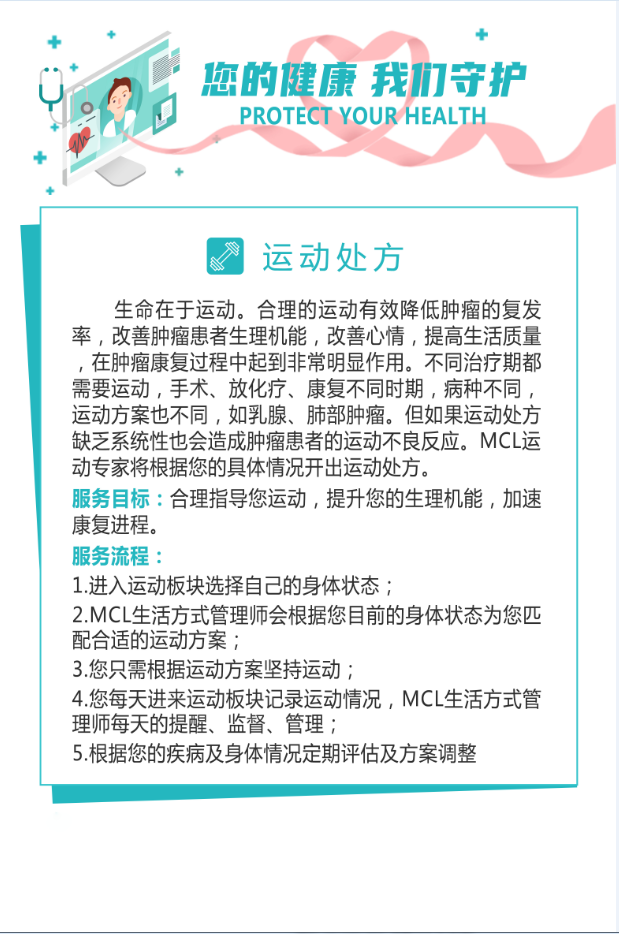 您的健康 我们守护
PROTECT YOUR HEALTH
运动处方
生命在于运动。合理的运动有效降低肿瘤的复发
率，改善肿瘤患者生理机能，改善心情，提高生活质量
，在肿瘤康复过程中起到非常明显作用。不同治疗期都
需要运动，手术、放化疗、康复不同时期，病种不同，
运动方案也不同，如乳腺、肺部肿瘤。但如果运动处方
缺乏系统性也会造成肿瘤患者的运动不良反应。MCL运
动专家将根据您的具体情况开出运动处方。
服务目标：合理指导您运动，提升您的生理机能，加速
康复进程。
服务流程：
1.进入运动板块选择自己的身体状态；
2.MCL生活方式管理师会根据您目前的身体状态为您匹
配合适的运动方案；
3.您只需根据运动方案坚持运动；
4.您每天进来运动板块记录运动情况，MCL生活方式管
理师每天的提醒、监督、管理；
5.根据您的疾病及身体情况定期评估及方案调整